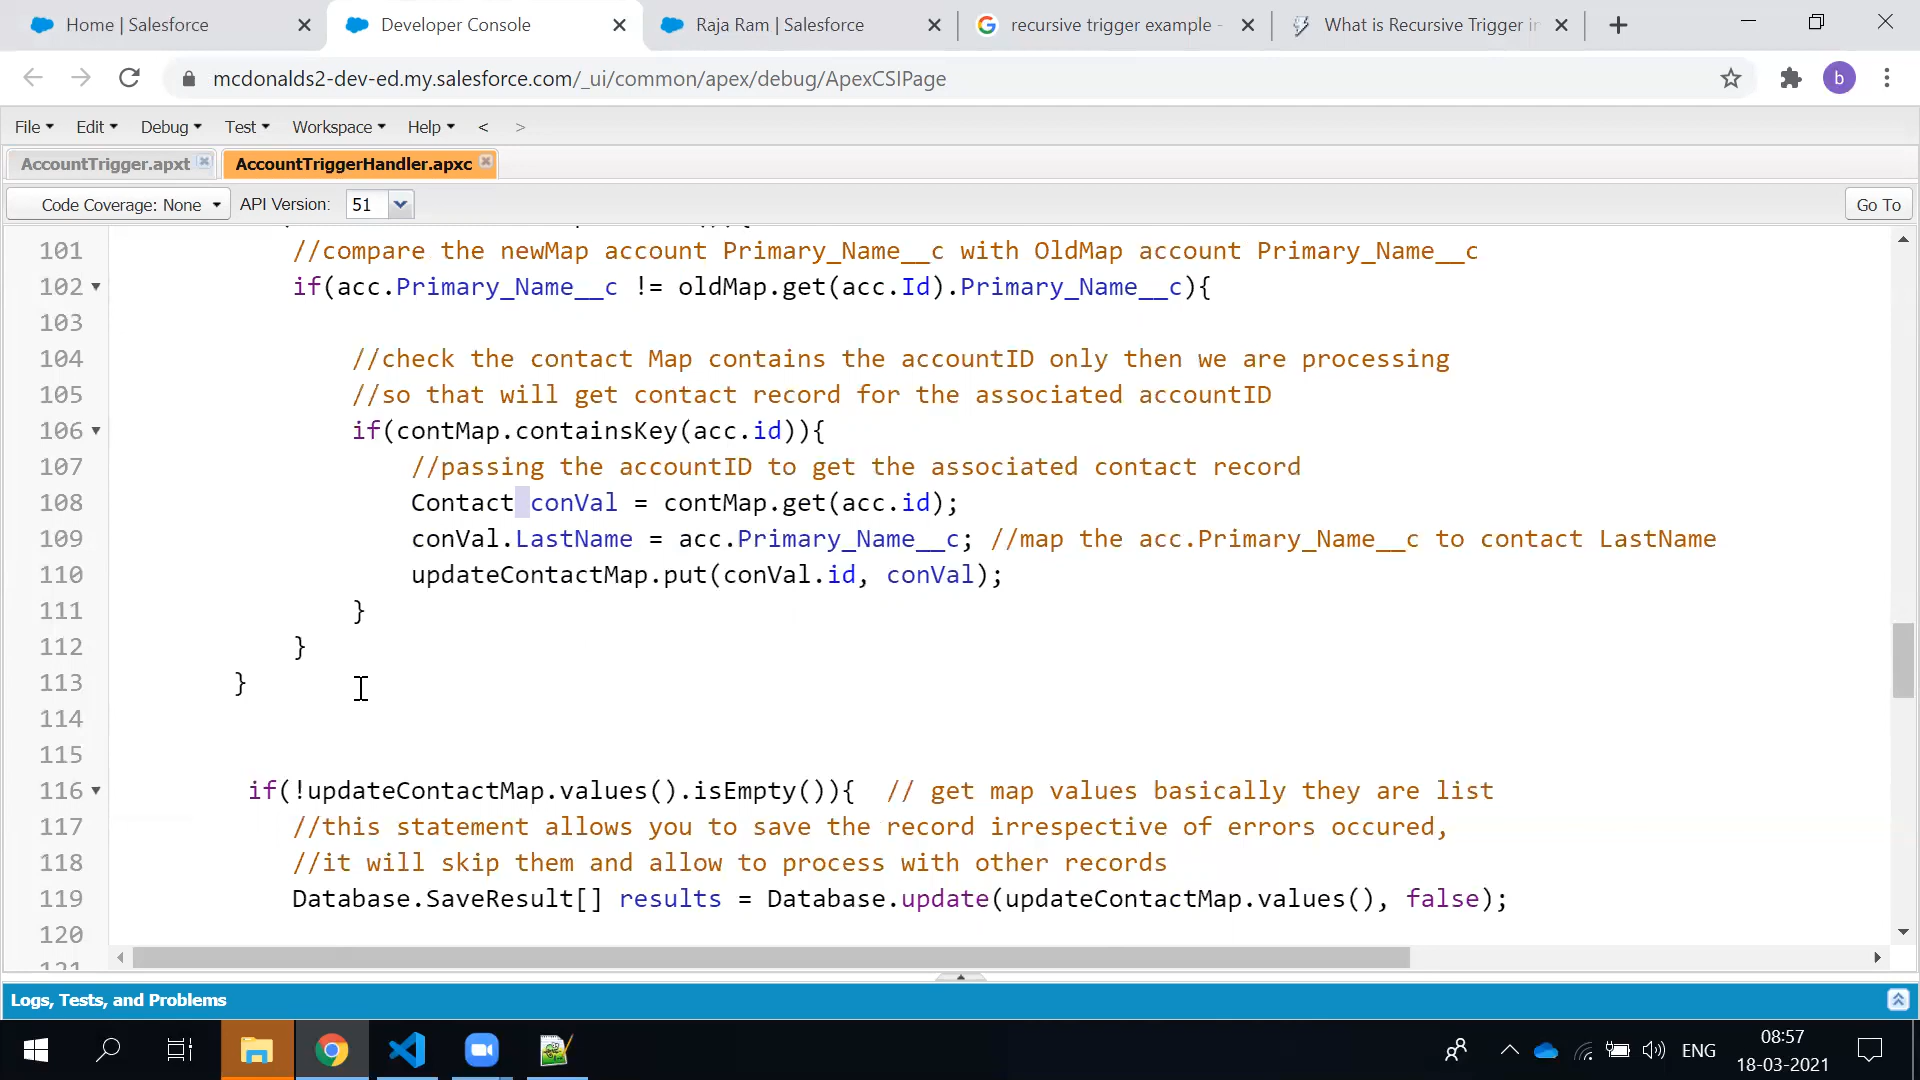 Home | Salesforce
Developer Console
Raja Ram | Salesforce
recursive trigger example -
What is Recursive Trigger in
mcdonalds2-dev-ed.my.salesforce.com/_ui/common/apex/debug/ApexCSIPage
b
File Edit Debug Test Workspace Help < >
AccountTrigger.apxt
AccountTriggerHandler.apxc
Code Coverage: None API Version: 51 Go To
101 //compare the newMap account Primary_Name__c with OldMap account Primary_Name__c
102 if(acc.Primary_Name__c != oldMap.get(acc.Id).Primary_Name__c){
103
104 //check the contact Map contains the accountID only then we are processing
105 //so that will get contact record for the associated accountID
106 if(contMap.containsKey(acc.id)){
107 //passing the accountID to get the associated contact record
108 Contact conVal = contMap.get(acc.id);
109 conVal.LastName = acc.Primary_Name__c; //map the acc.Primary_Name__c to contact LastName
110 updateContactMap.put(conVal.id, conVal);
111 }
112 }
113 }
114
115
116 if(!updateContactMap.values().isEmpty()){ // get map values basically they are list
117 //this statement allows you to save the record irrespective of errors occured,
118 //it will skip them and allow to process with other records
119 Database.SaveResult[] results = Database.update(updateContactMap.values(), false);
120
121
Logs, Tests, and Problems
ENG
08:57
18-03-2021